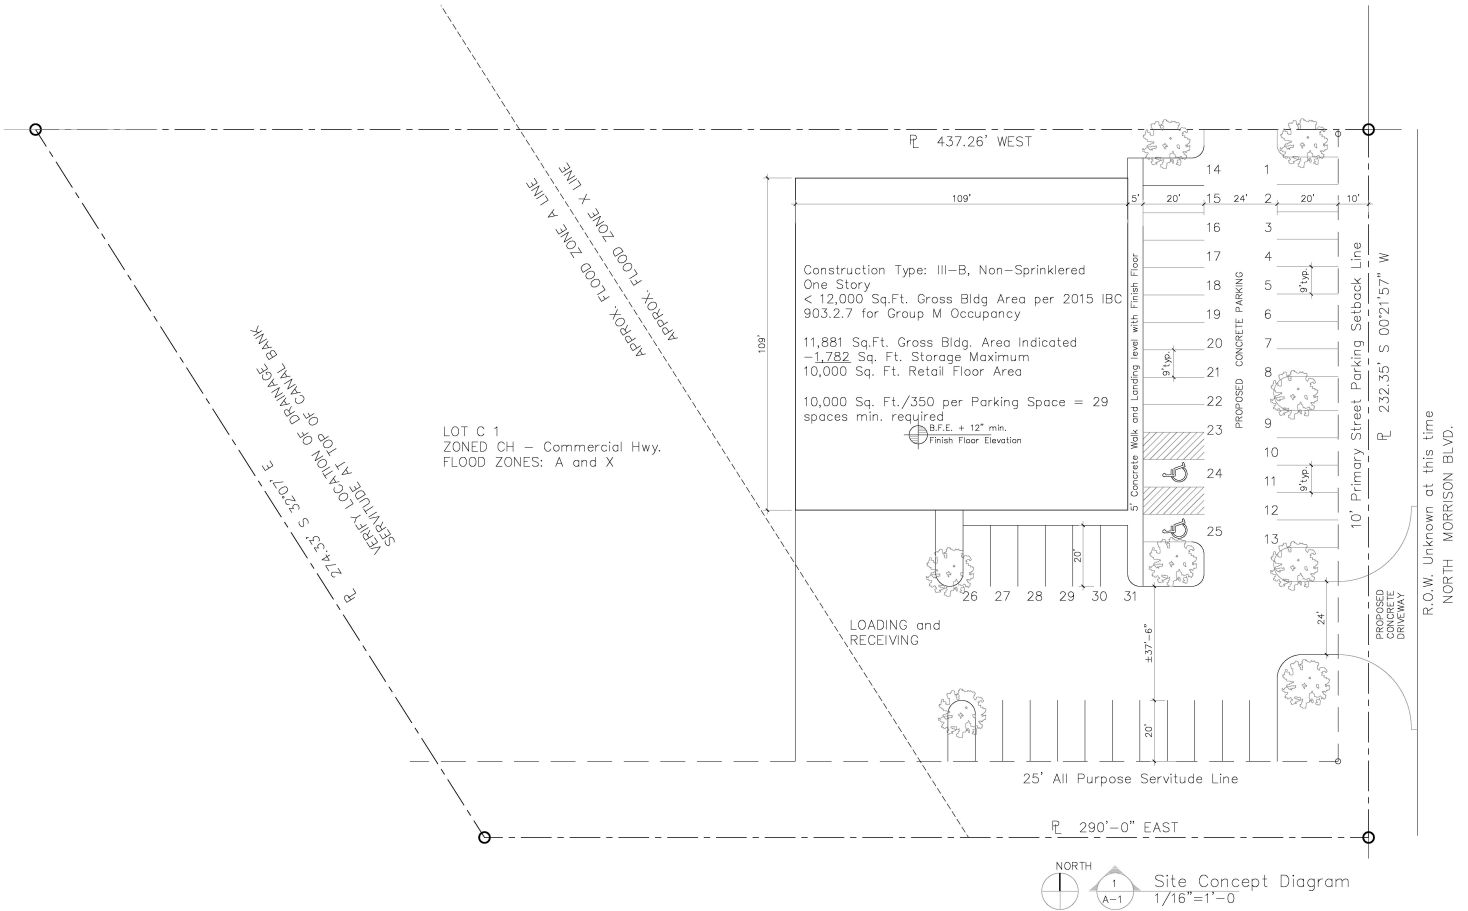 ℄ 437.26' WEST
APPROX. FLOOD ZONE X LINE
APPROX. FLOOD ZONE A LINE
109'
5'
20'
24'
20'
10'
109'
14
15
16
17
18
19
20
21
22
23
24
25
1
2
3
4
5
6
7
8
9
10
11
12
13
9'typ.
9'typ.
9'typ.
Construction Type: III-B, Non-Sprinklered
One Story
< 12,000 Sq.Ft. Gross Bldg Area per 2015 IBC
903.2.7 for Group M Occupancy
11,881 Sq.Ft. Gross Bldg. Area Indicated
-1,782 Sq. Ft. Storage Maximum
10,000 Sq. Ft. Retail Floor Area
10,000 Sq. Ft./350 per Parking Space = 29
spaces min. required
B.F.E. + 12" min.
Finish Floor Elevation
5' Concrete Walk and Landing level with Finish Floor
PROPOSED CONCRETE PARKING
10' Primary Street Parking Setback Line
PL 232.35' S 00°21'57" W
R.O.W. Unknown at this time
NORTH MORRISON BLVD.
VERIFY LOCATION OF DRAINAGE
SERVITUDE AT TOP OF CANAL BANK
PL 274.33' S 32°07' E
LOT C 1
ZONED CH - Commercial Hwy.
FLOOD ZONES: A and X
20'
26
27
28
29
30
31
LOADING and
RECEIVING
±37'-6"
24'
PROPOSED
CONCRETE
DRIVEWAY
20'
25' All Purpose Servitude Line
PL 290'-0" EAST
NORTH
1
A-1
Site Concept Diagram
1/16"=1'-0